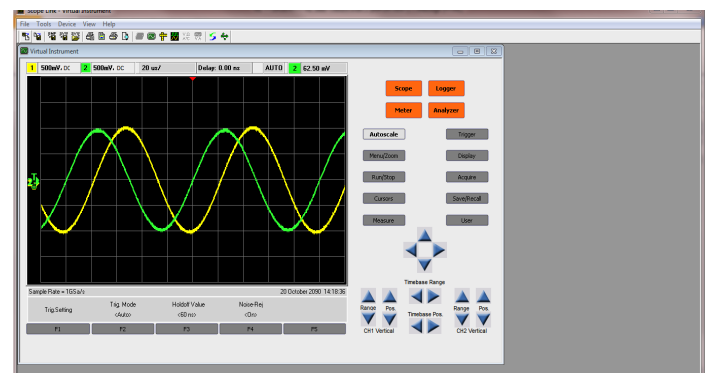 Scope Link - Virtual Instrument
File Tools Device View Help
Virtual Instrument
1 500mV/ DC 2 500mV/ DC 20 us/ Delay: 0.00 ns AUTO 2 62.50 mV
Scope Logger
Meter Analyzer
Autoscale Trigger
Menu/Zoom Display
Run/Stop Acquire
Cursors Save/Recall
Measure User
Timebase Range
Range Pos. Timebase Pos. Range Pos.
CH1 Vertical CH2 Vertical
Sample Rate = 1GSa/s 20 October 2090 14:18:36
Trig.Setting Trig. Mode Holdoff Value Noise-Rej
<Auto> <60 ns> <On>
F1 F2 F3 F4 F5